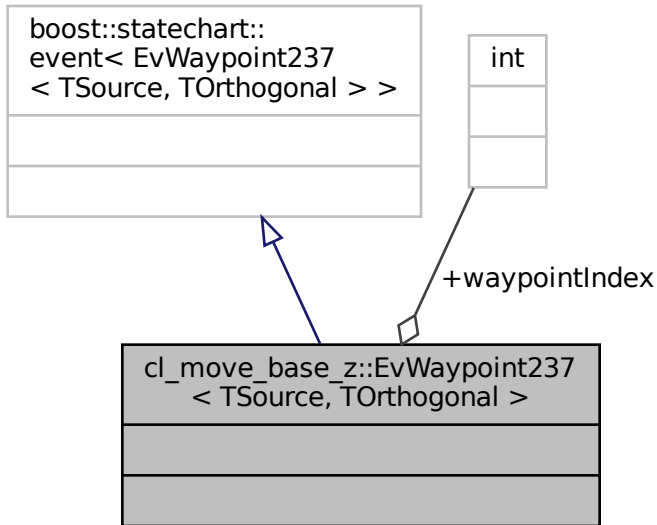 boost::statechart::
event< EvWaypoint237
< TSource, TOrthogonal > >
int
+waypointIndex
cl_move_base_z::EvWaypoint237
< TSource, TOrthogonal >